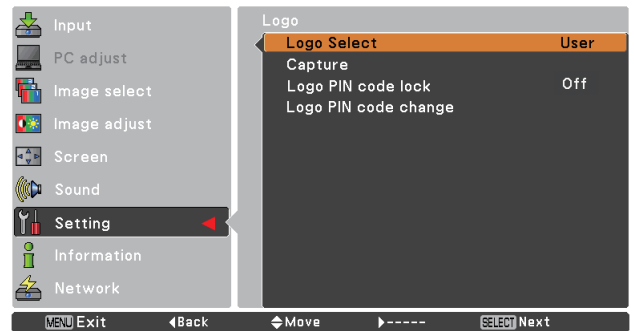 Input
PC adjust
Image select
Image adjust
Screen
Sound
Setting
Information
Network
Logo
Logo Select User
Capture
Logo PIN code lock Off
Logo PIN code change
MENU Exit ◀Back ◆Move ▶----- SELECT Next